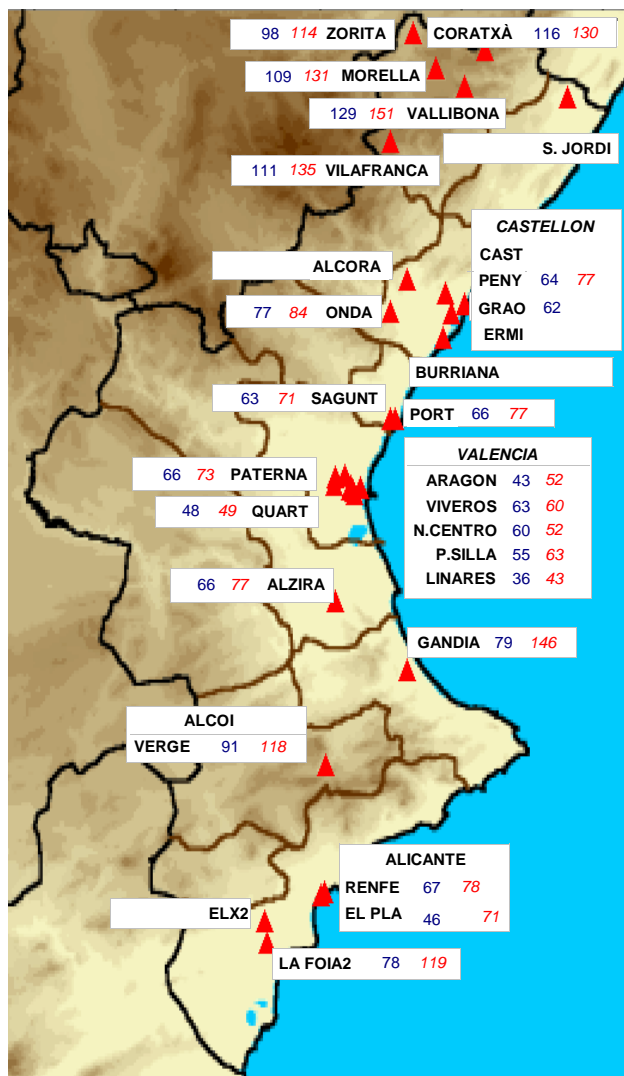 98 114 ZORITA
CORATXÀ 116 130
109 131 MORELLA
129 151 VALLIBONA
S. JORDI
111 135 VILAFRANCA
CASTELLON
CAST
PENY 64 77
GRAO 62
ERMI
ALCORA
77 84 ONDA
BURRIANA
63 71 SAGUNT
PORT 66 77
VALENCIA
ARAGON 43 52
VIVEROS 63 60
N.CENTRO 60 52
P.SILLA 55 63
LINARES 36 43
66 73 PATERNA
48 49 QUART
66 77 ALZIRA
GANDIA 79 146
ALCOI
VERGE 91 118
ALICANTE
RENFE 67 78
EL PLA 46 71
ELX2
LA FOIA2 78 119